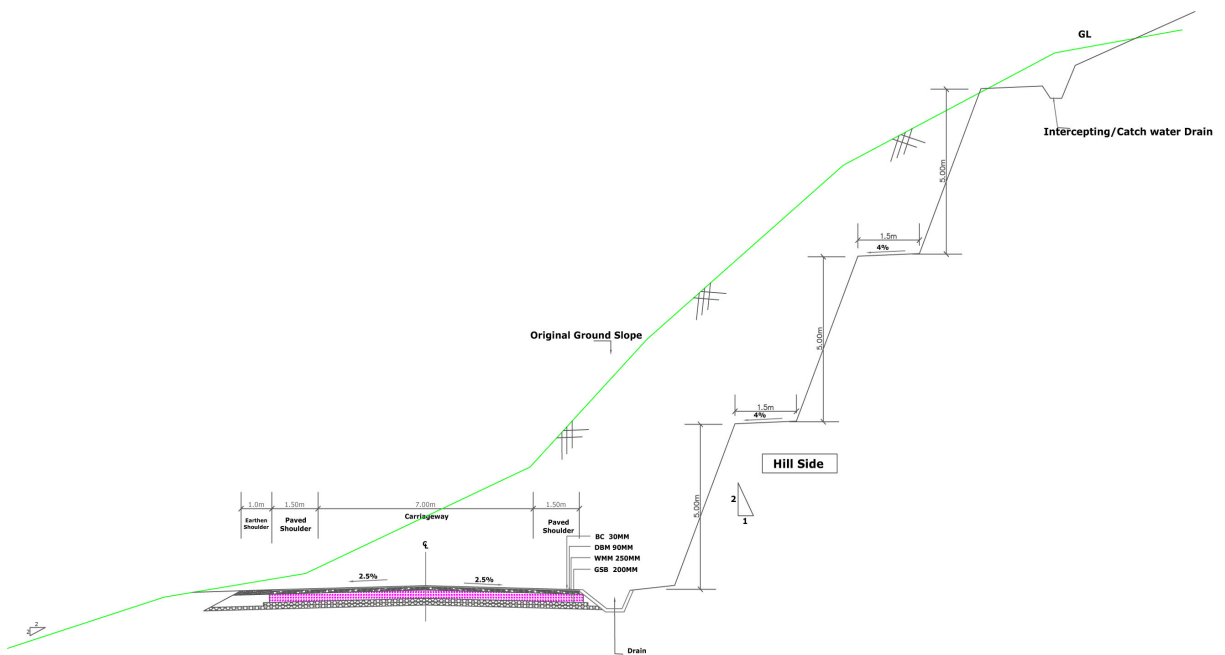 GL
Intercepting/Catch water Drain
5.00m
1.5m
4%
Original Ground Slope
5.00m
1.5m
4%
Hill Side
2
1
5.00m
1.0m
1.50m
7.00m
1.50m
Earthen
Shoulder
Paved
Shoulder
Carriageway
Paved
Shoulder
BC 30MM
DBM 90MM
WMM 250MM
GSB 200MM
℄
2.5%
2.5%
2
2
Drain